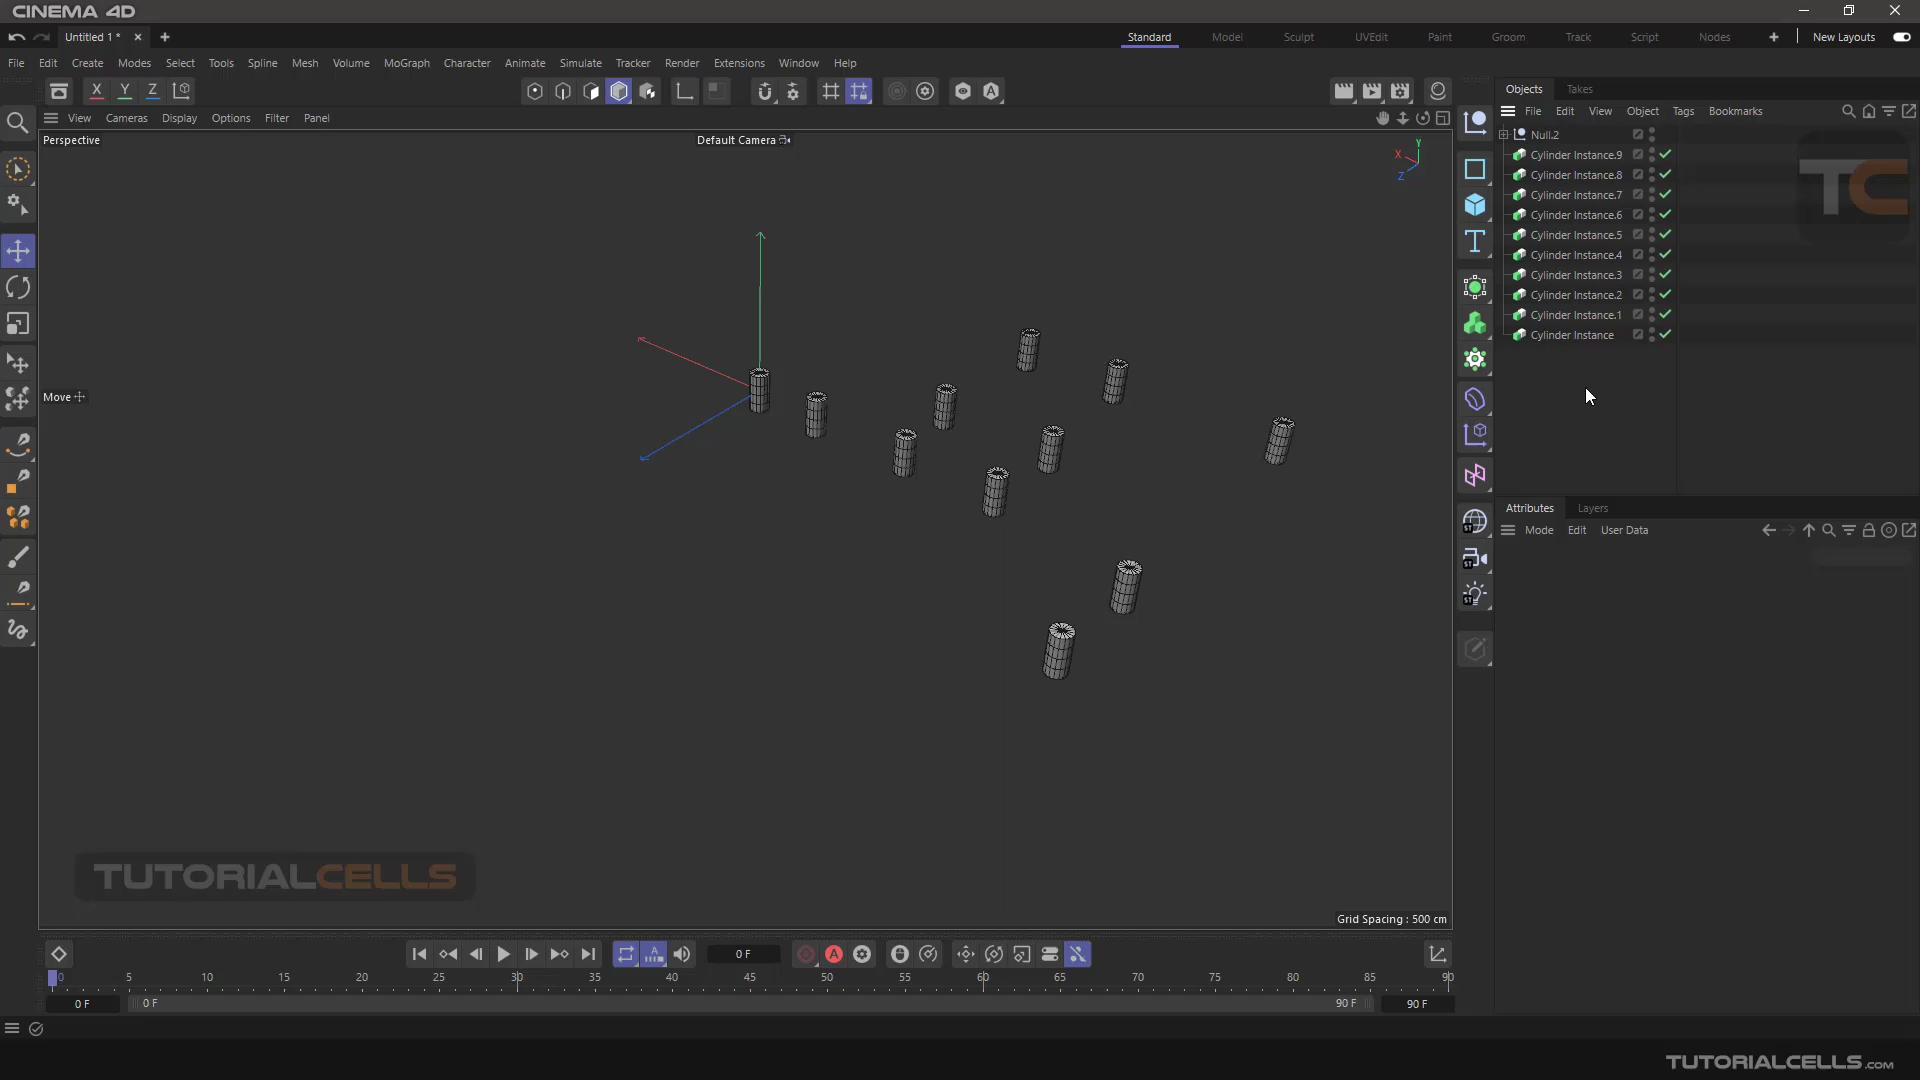 CINEMA 4D
Untitled 1 *
Standard Model Sculpt UVEdit Paint Groom Track Script Nodes New Layouts
File Edit Create Modes Select Tools Spline Mesh Volume MoGraph Character Animate Simulate Tracker Render Extensions Window Help
X Y Z
View Cameras Display Options Filter Panel
Perspective
Default Camera
X Y Z
Move
Objects Takes
File Edit View Object Tags Bookmarks
Null.2
Cylinder Instance.9
Cylinder Instance.8
Cylinder Instance.7
Cylinder Instance.6
Cylinder Instance.5
Cylinder Instance.4
Cylinder Instance.3
Cylinder Instance.2
Cylinder Instance.1
Cylinder Instance
TC
Attributes Layers
Mode Edit User Data
ST
ST
ST
TUTORIALCELLS
Grid Spacing : 500 cm
0 F
0 5 10 15 20 25 30 35 40 45 50 55 60 65 70 75 80 85 90
0 F 0 F 90 F 90 F
TUTORIALCELLS.com